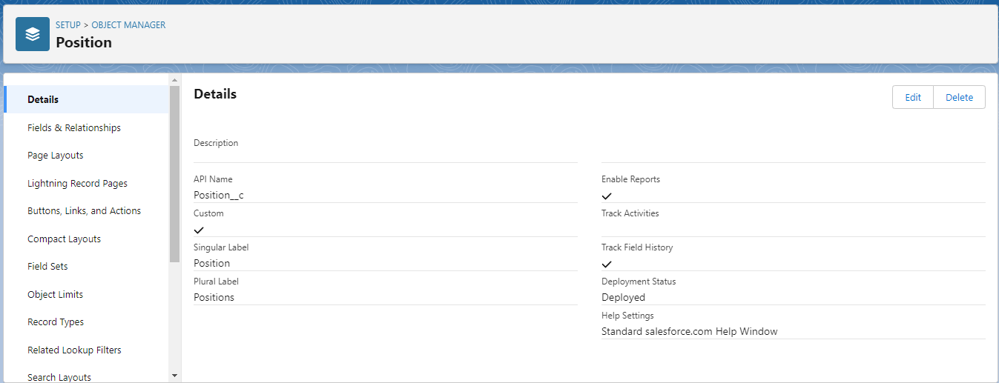 SETUP > OBJECT MANAGER
Position
Details
Fields & Relationships
Page Layouts
Lightning Record Pages
Buttons, Links, and Actions
Compact Layouts
Field Sets
Object Limits
Record Types
Related Lookup Filters
Search Layouts
Details
Edit
Delete
Description
API Name
Position__c
Custom
Singular Label
Position
Plural Label
Positions
Enable Reports
Track Activities
Track Field History
Deployment Status
Deployed
Help Settings
Standard salesforce.com Help Window